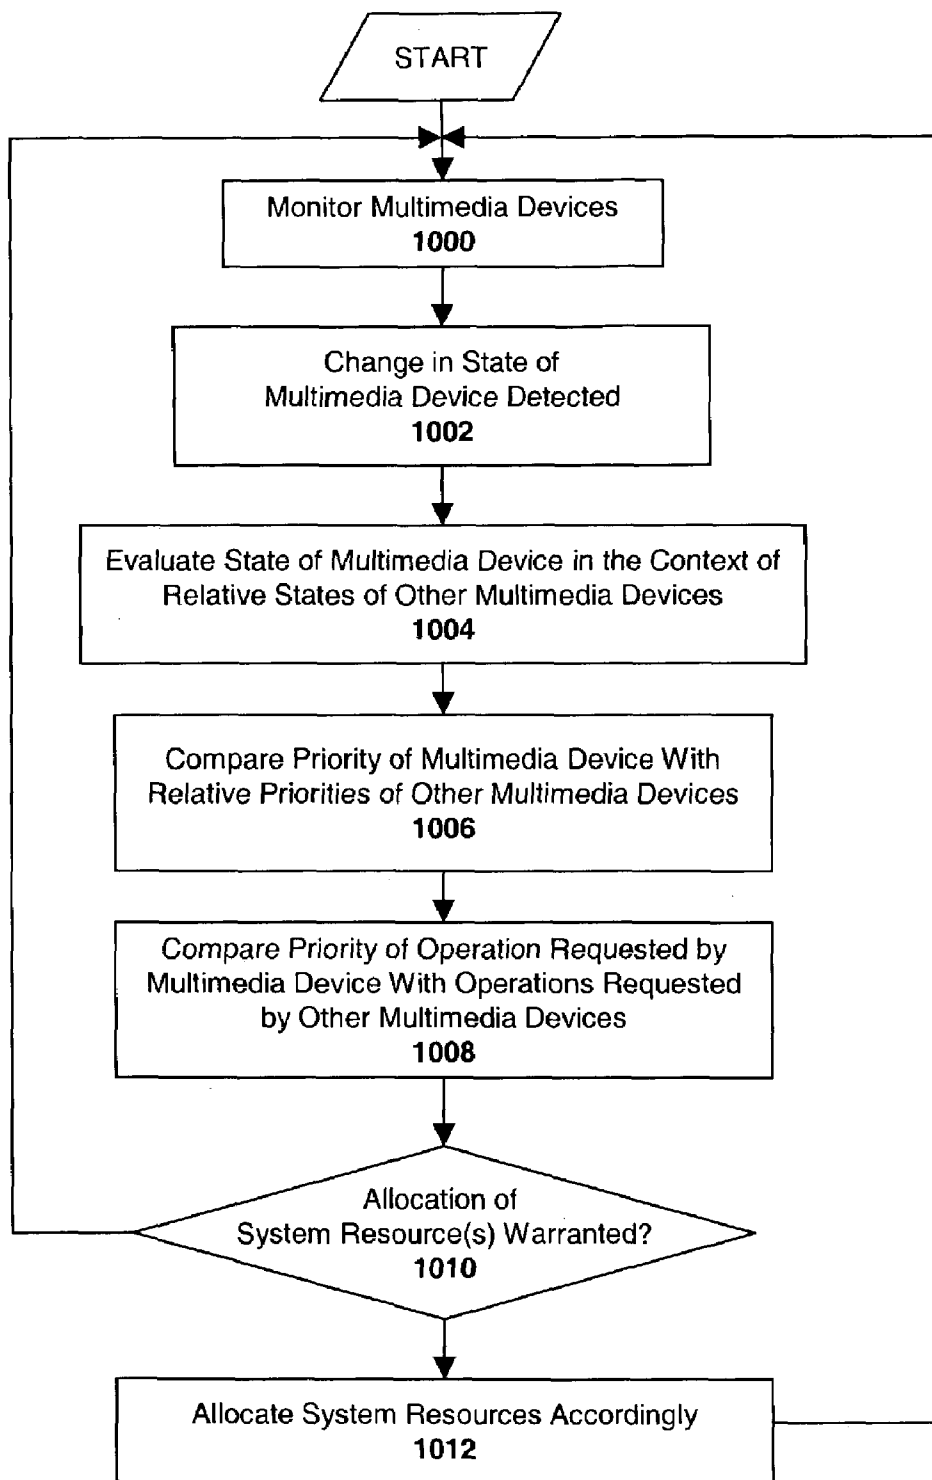 START
Monitor Multimedia Devices
1000
Change in State of
Multimedia Device Detected
1002
Evaluate State of Multimedia Device in the Context of
Relative States of Other Multimedia Devices
1004
Compare Priority of Multimedia Device With
Relative Priorities of Other Multimedia Devices
1006
Compare Priority of Operation Requested by
Multimedia Device With Operations Requested
by Other Multimedia Devices
1008
Allocation of
System Resource(s) Warranted?
1010
Allocate System Resources Accordingly
1012